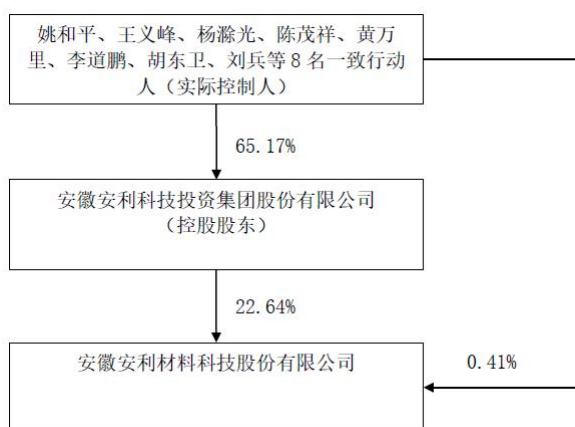 姚和平、王义峰、杨滁光、陈茂祥、黄万
里、李道鹏、胡东卫、刘兵等 8 名一致行动
人（实际控制人）
65.17%
安徽安利科技投资集团股份有限公司
（控股股东）
22.64%
安徽安利材料科技股份有限公司
0.41%